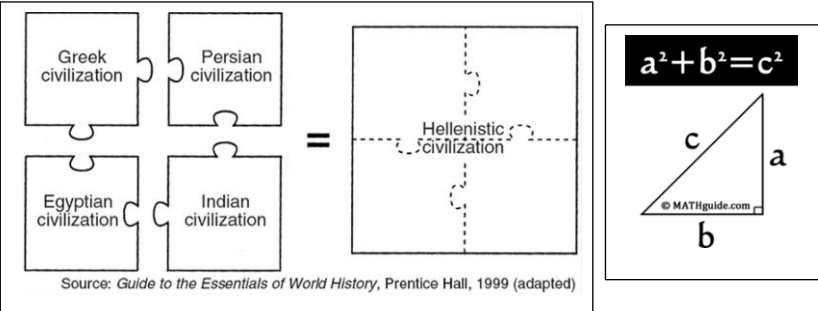 Greek
civilization
Persian
civilization
Egyptian
civilization
Indian
civilization
=
Hellenistic
civilization
Source: Guide to the Essentials of World History, Prentice Hall, 1999 (adapted)
a²+b²=c²
c
a
© MATHguide.com
b